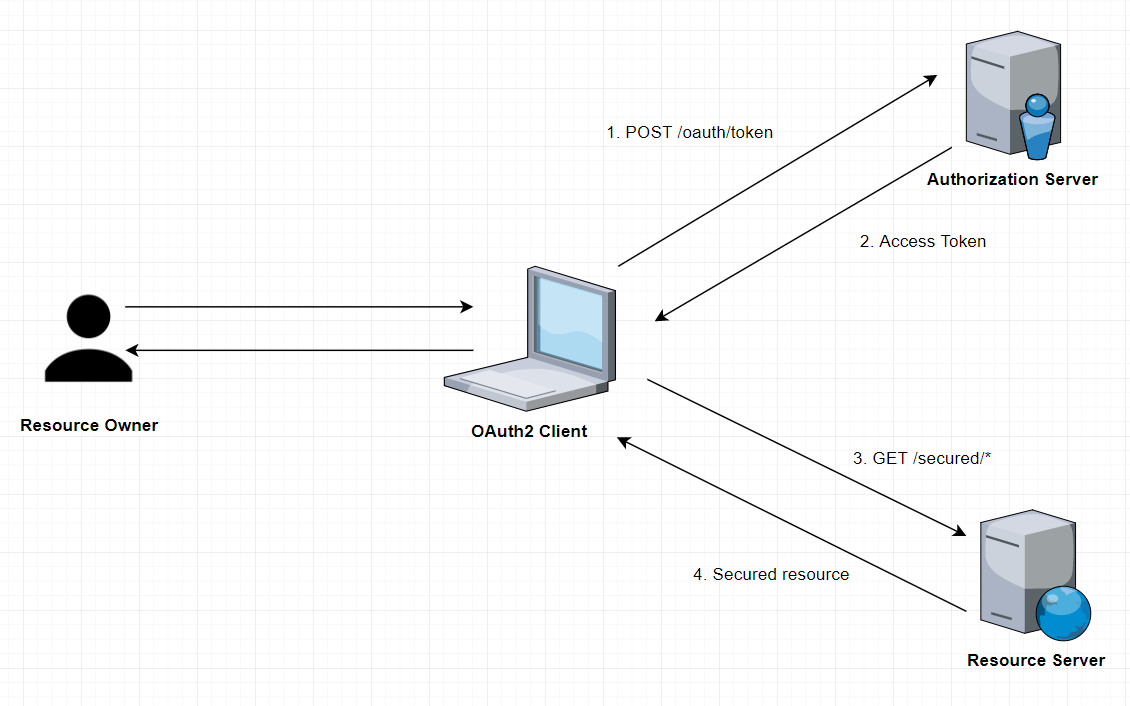 1. POST /oauth/token
Authorization Server
2. Access Token
Resource Owner
OAuth2 Client
3. GET /secured/*
4. Secured resource
Resource Server